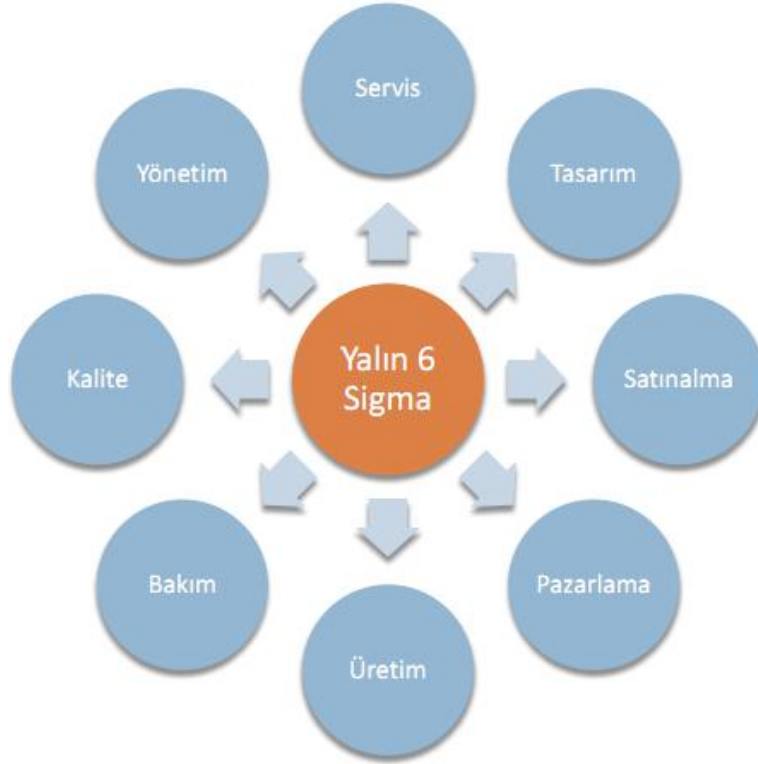 Servis
Tasarım
Satınalma
Pazarlama
Üretim
Bakım
Kalite
Yönetim
Yalın 6
Sigma